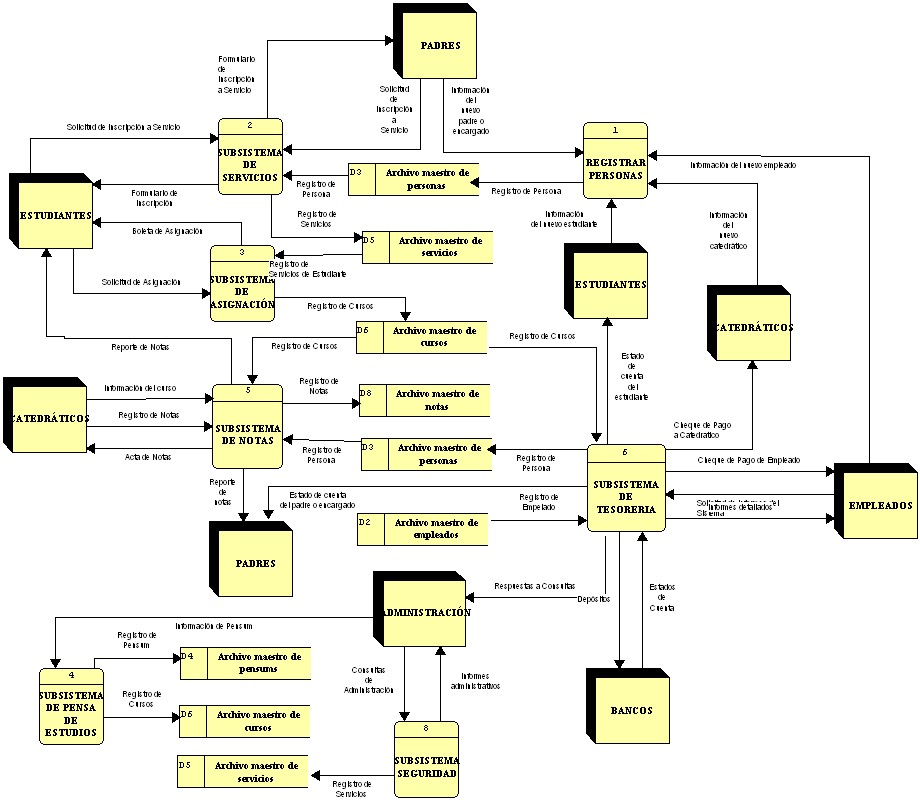 PADRES
Formulario
de
Inscripción
a Servicio
Solicitud
de
Inscripción
a
Servicio
Información
del
nuevo
padre o
encargado
Solicitud de Inscripción a Servicio
2
SUBSISTEMA
DE
SERVICIOS
1
REGISTRAR
PERSONAS
Información del nuevo empleado
D3
Archivo maestro de
personas
Registro de
Persona
Registro de Persona
ESTUDIANTES
Formulario de
Inscripción
Registro de
Servicios
Información
del nuevo estudiante
Información
del
nuevo
catedrático
Boleta de Asignación
D5
Archivo maestro de
servicios
3
SUBSISTEMA
DE
ASIGNACIÓN
Registro de
Servicios de Estudiante
ESTUDIANTES
Solicitud de Asignación
Registro de Cursos
CATEDRÁTICOS
D6
Archivo maestro de
cursos
Registro de Cursos
Registro de Cursos
Reporte de Notas
Estado de
cuenta
del
estudiante
CATEDRÁTICOS
Información del curso
Registro de Notas
Acta de Notas
5
SUBSISTEMA
DE NOTAS
Registro de
Notas
D8
Archivo maestro de
notas
Cheque de Pago
a Catedratico
D3
Archivo maestro de
personas
Registro de
Persona
Registro de
Persona
6
SUBSISTEMA
DE
TESORERIA
Cheque de Pago de Empleado
EMPLEADOS
Reporte
de
notas
Estado de cuenta
del padre o encargado
Registro de
Empelado
Solicitud de Informes del
Sistema
Informes detallados
D2
Archivo maestro de
empleados
PADRES
ADMINISTRACIÓN
Respuestas a Consultas
Depósitos
Estados
de
Cuenta
Información de Pensum
Registro de
Pensum
D4
Archivo maestro de
pensums
4
SUBSISTEMA
DE PENSA
DE
ESTUDIOS
Consultas
de
Administración
Informes
administrativos
BANCOS
Registro de
Cursos
D6
Archivo maestro de
cursos
8
SUBSISTEMA
SEGURIDAD
D5
Archivo maestro de
servicios
Registro de
Servicios